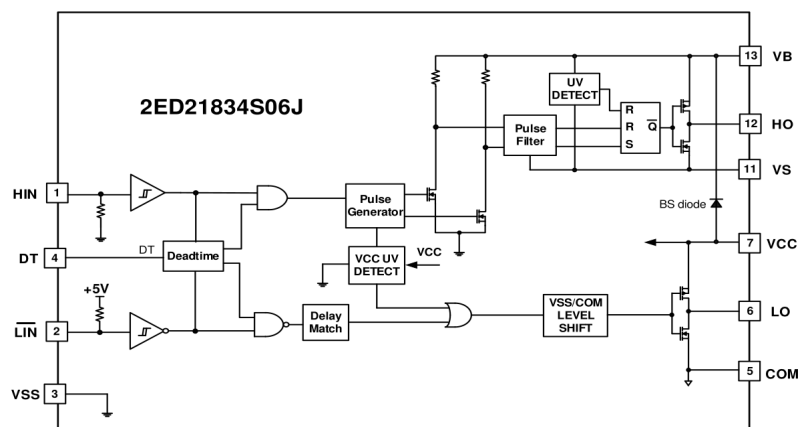 2ED21834S06J
13 VB
UV
DETECT
R
R Q
S
12 HO
Pulse
Filter
11 VS
HIN 1
Pulse
Generator
BS diode
DT 4
DT
Deadtime
VCC UV
DETECT
VCC
7 VCC
+5V
LIN 2
Delay
Match
VSS/COM
LEVEL
SHIFT
6 LO
VSS 3
5 COM